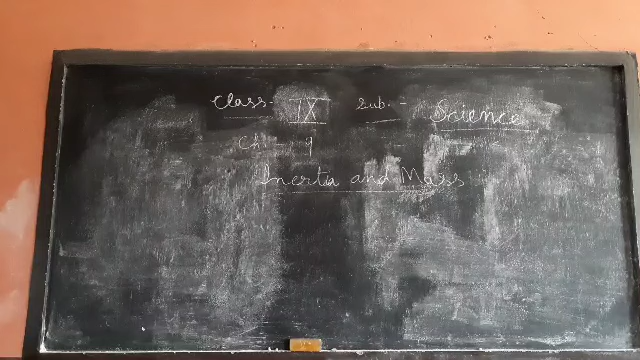 Class- IX Sub.- Science
Ch - 9
Inertia and Mass